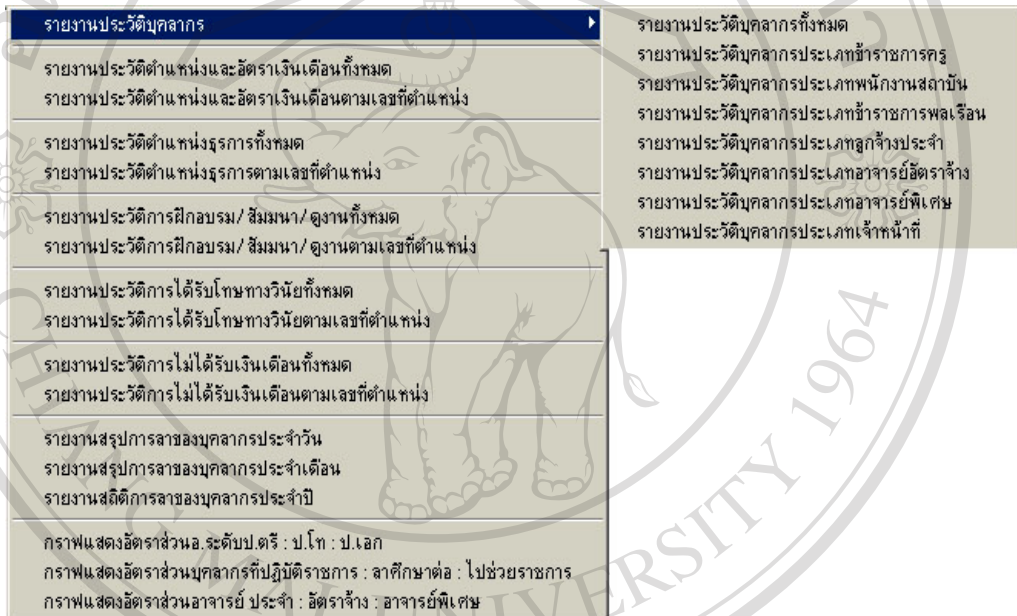 รายงานประวัติบุคลากร
รายงานประวัติตำแหน่งและอัตราเงินเดือนทั้งหมด
รายงานประวัติตำแหน่งและอัตราเงินเดือนตามเลขที่ตำแหน่ง
รายงานประวัติตำแหน่งธุรการทั้งหมด
รายงานประวัติตำแหน่งธุรการตามเลขที่ตำแหน่ง
รายงานประวัติการฝึกอบรม/ สัมมนา/ ดูงานทั้งหมด
รายงานประวัติการฝึกอบรม/ สัมมนา/ ดูงานตามเลขที่ตำแหน่ง
รายงานประวัติการได้รับโทษทางวินัยทั้งหมด
รายงานประวัติการได้รับโทษทางวินัยตามเลขที่ตำแหน่ง
รายงานประวัติการไม่ได้รับเงินเดือนทั้งหมด
รายงานประวัติการไม่ได้รับเงินเดือนตามเลขที่ตำแหน่ง
รายงานสรุปการลาของบุคลากรประจำวัน
รายงานสรุปการลาของบุคลากรประจำเดือน
รายงานสถิติการลาของบุคลากรประจำปี
กราฟแสดงอัตราส่วนอ.ระดับป.ตรี : ป.โท : ป.เอก
กราฟแสดงอัตราส่วนบุคลากรที่ปฏิบัติราชการ : ลาศึกษาต่อ : ไปช่วยราชการ
กราฟแสดงอัตราส่วนอาจารย์ ประจำ : อัตราจ้าง : อาจารย์พิเศษ
รายงานประวัติบุคลากรทั้งหมด
รายงานประวัติบุคลากรประเภทข้าราชการครู
รายงานประวัติบุคลากรประเภทพนักงานสถาบัน
รายงานประวัติบุคลากรประเภทข้าราชการพลเรือน
รายงานประวัติบุคลากรประเภทลูกจ้างประจำ
รายงานประวัติบุคลากรประเภทอาจารย์อัตราจ้าง
รายงานประวัติบุคลากรประเภทอาจารย์พิเศษ
รายงานประวัติบุคลากรประเภทเจ้าหน้าที่